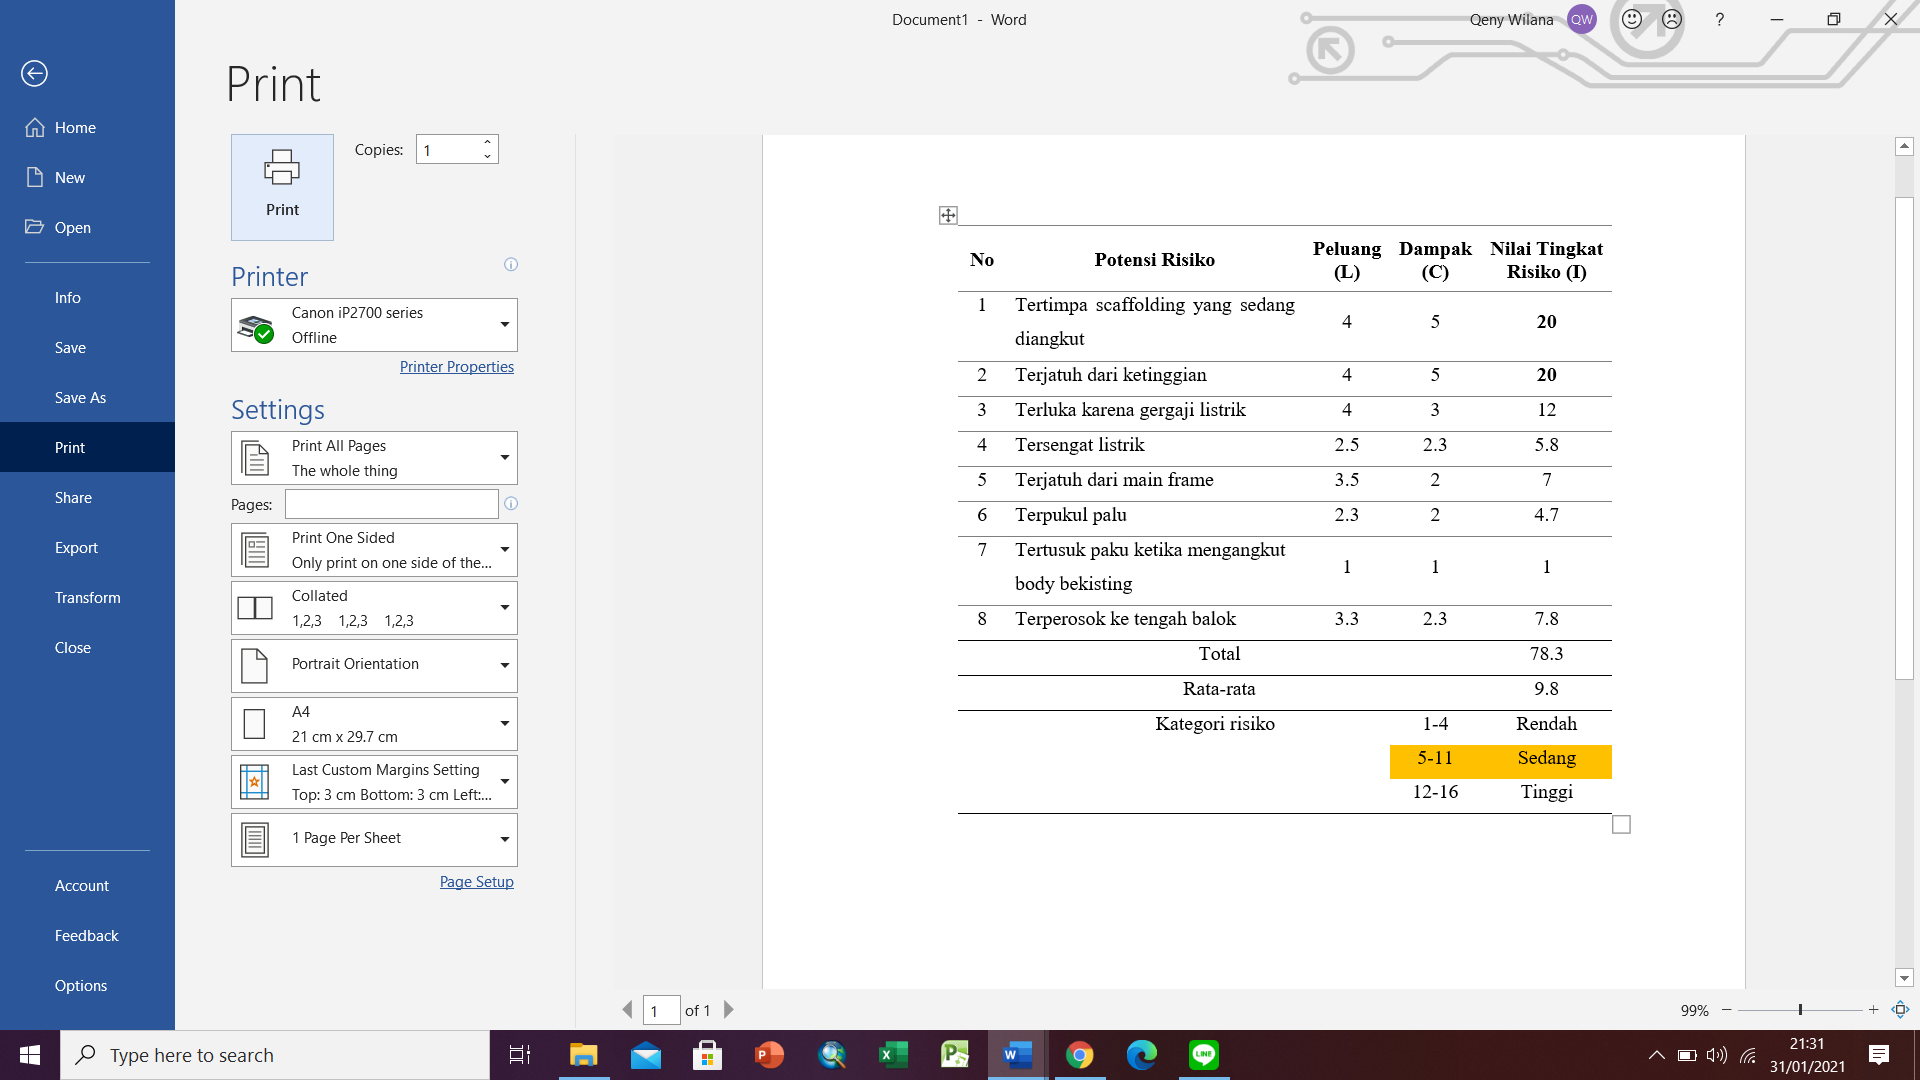 Document1 - Word
Qeny Wilana QW ?
Print
Home
New
Open
Info
Save
Save As
Print
Share
Export
Transform
Close
Account
Feedback
Options
Print
Copies: 1
Printer
Canon iP2700 series
Offline
Printer Properties
Settings
Print All Pages
The whole thing
Pages:
Print One Sided
Only print on one side of the...
Collated
1,2,3 1,2,3 1,2,3
Portrait Orientation
A4
21 cm x 29.7 cm
Last Custom Margins Setting
Top: 3 cm Bottom: 3 cm Left:...
1 Page Per Sheet
Page Setup
No Potensi Risiko Peluang (L) Dampak (C) Nilai Tingkat Risiko (I)
1 Tertimpa scaffolding yang sedang diangkut 4 5 20
2 Terjatuh dari ketinggian 4 5 20
3 Terluka karena gergaji listrik 4 3 12
4 Tersengat listrik 2.5 2.3 5.8
5 Terjatuh dari main frame 3.5 2 7
6 Terpukul palu 2.3 2 4.7
7 Tertusuk paku ketika mengangkut body bekisting 1 1 1
8 Terperosok ke tengah balok 3.3 2.3 7.8
Total 78.3
Rata-rata 9.8
Kategori risiko 1-4 Rendah
5-11 Sedang
12-16 Tinggi
1 of 1
99%
Type here to search
LINE
21:31
31/01/2021